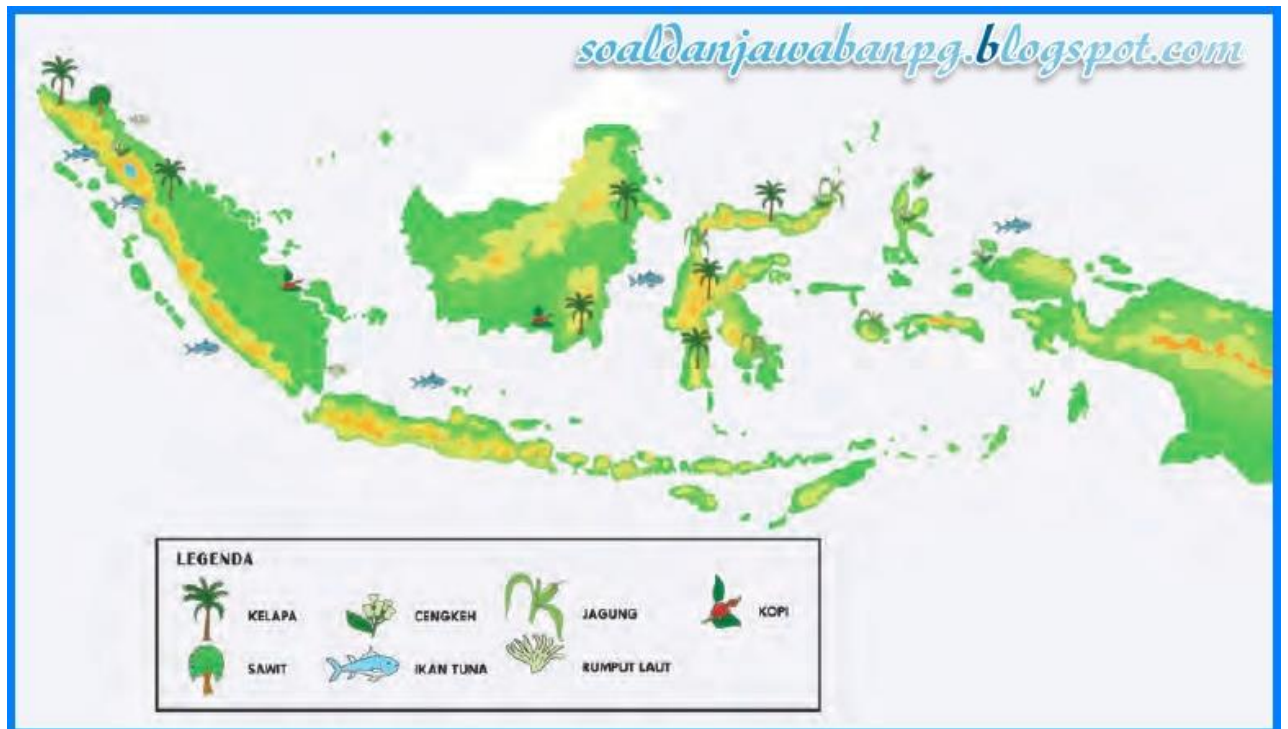 soaldanjawabanpg.blogspot.com
LEGENDA
KELAPA
CENGKEH
JAGUNG
KOPI
SAWIT
IKAN TUNA
RUMPUT LAUT